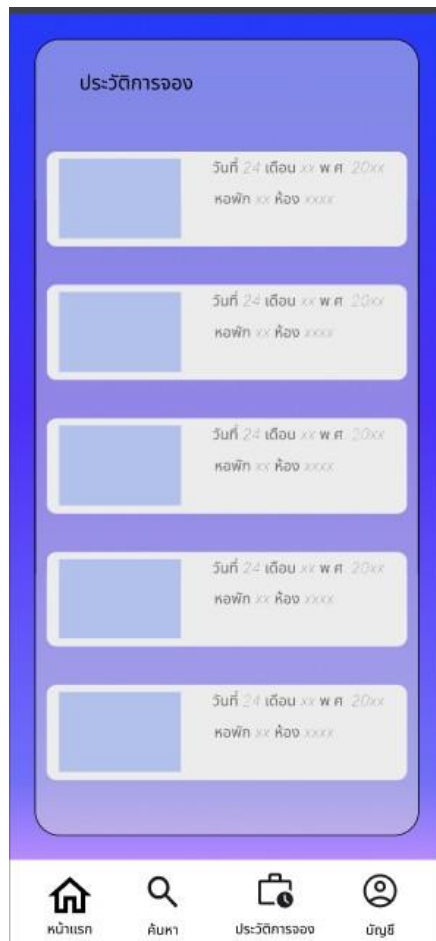 ประวัติการจอง
วันที่ 24 เดือน xx พ ศ. 20xx
หอพัก xx ห้อง xxxx
วันที่ 24 เดือน xx พ ศ. 20xx
หอพัก xx ห้อง xxxx
วันที่ 24 เดือน xx พ ศ. 20xx
หอพัก xx ห้อง xxxx
วันที่ 24 เดือน xx พ ศ. 20xx
หอพัก xx ห้อง xxxx
วันที่ 24 เดือน xx พ ศ. 20xx
หอพัก xx ห้อง xxxx
หน้าแรก ค้นหา ประวัติการจอง บัญชี